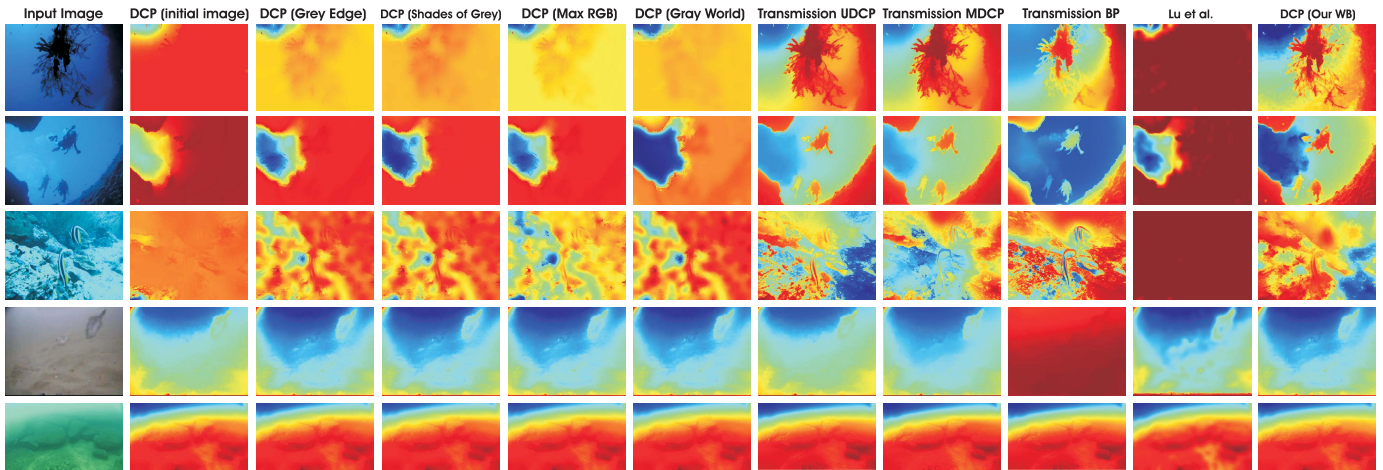 Input Image DCP (initial image) DCP (Grey Edge) DCP (Shades of Grey) DCP (Max RGB) DCP (Gray World) Transmission UDCP Transmission MDCP Transmission BP Lu et al. DCP (Our WB)